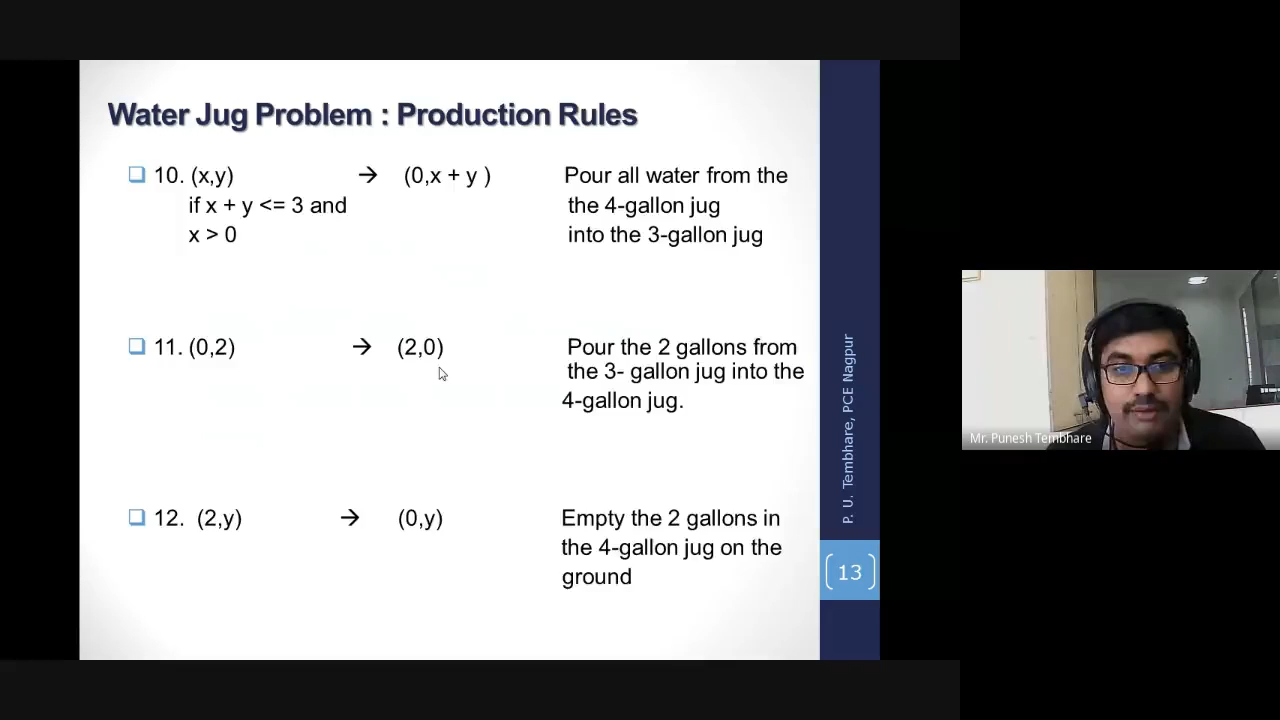 Water Jug Problem : Production Rules
10. (x,y) → (0,x + y ) Pour all water from the
if x + y <= 3 and the 4-gallon jug
x > 0 into the 3-gallon jug
11. (0,2) → (2,0) Pour the 2 gallons from
the 3- gallon jug into the
4-gallon jug.
12. (2,y) → (0,y) Empty the 2 gallons in
the 4-gallon jug on the
ground
P. U. Tembhare, PCE Nagpur
13
Mr. Punesh Tembhare